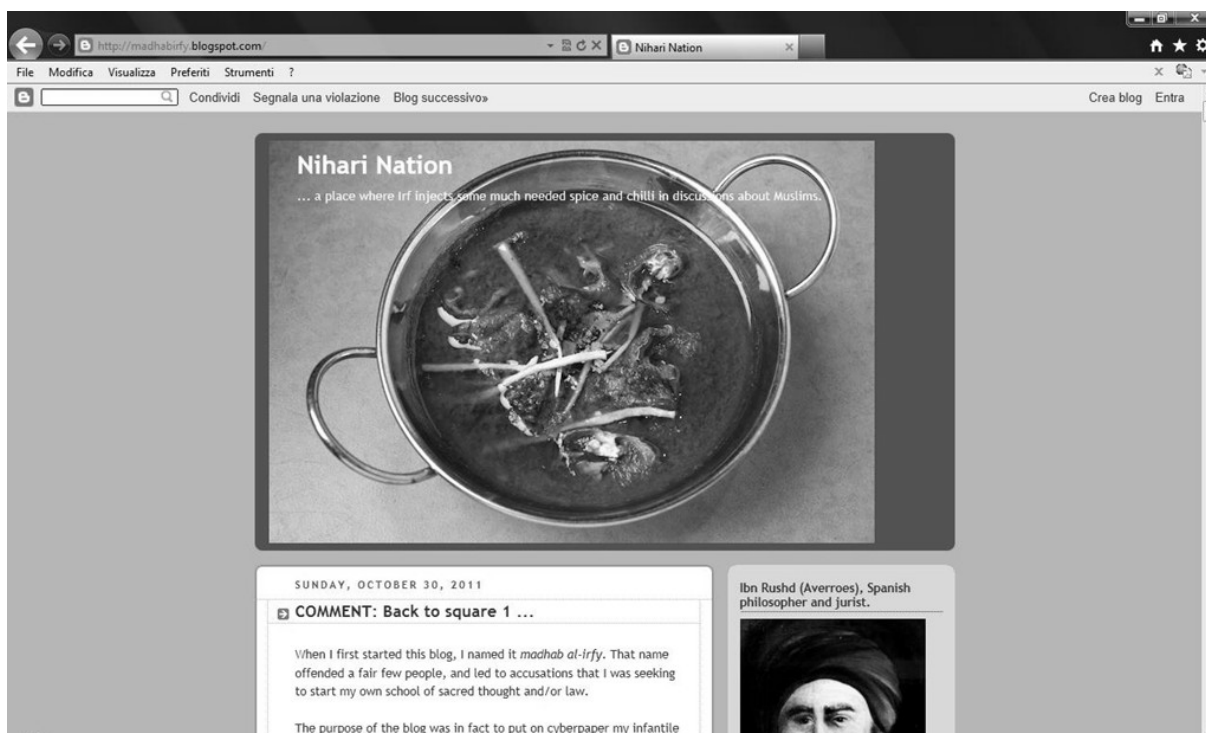 http://madhabirfy.blogspot.com/
Nihari Nation
File Modifica Visualizza Preferiti Strumenti ?
Condividi Segnala una violazione Blog successivo»
Crea blog Entra
Nihari Nation
... a place where Irf injects some much needed spice and chilli in discussions about Muslims.
SUNDAY, OCTOBER 30, 2011
COMMENT: Back to square 1 ...
When I first started this blog, I named it madhab al-irfy. That name
offended a fair few people, and led to accusations that I was seeking
to start my own school of sacred thought and/or law.
The purpose of the blog was in fact to put on cyberpaper my infantile
Ibn Rushd (Averroes), Spanish
philosopher and jurist.